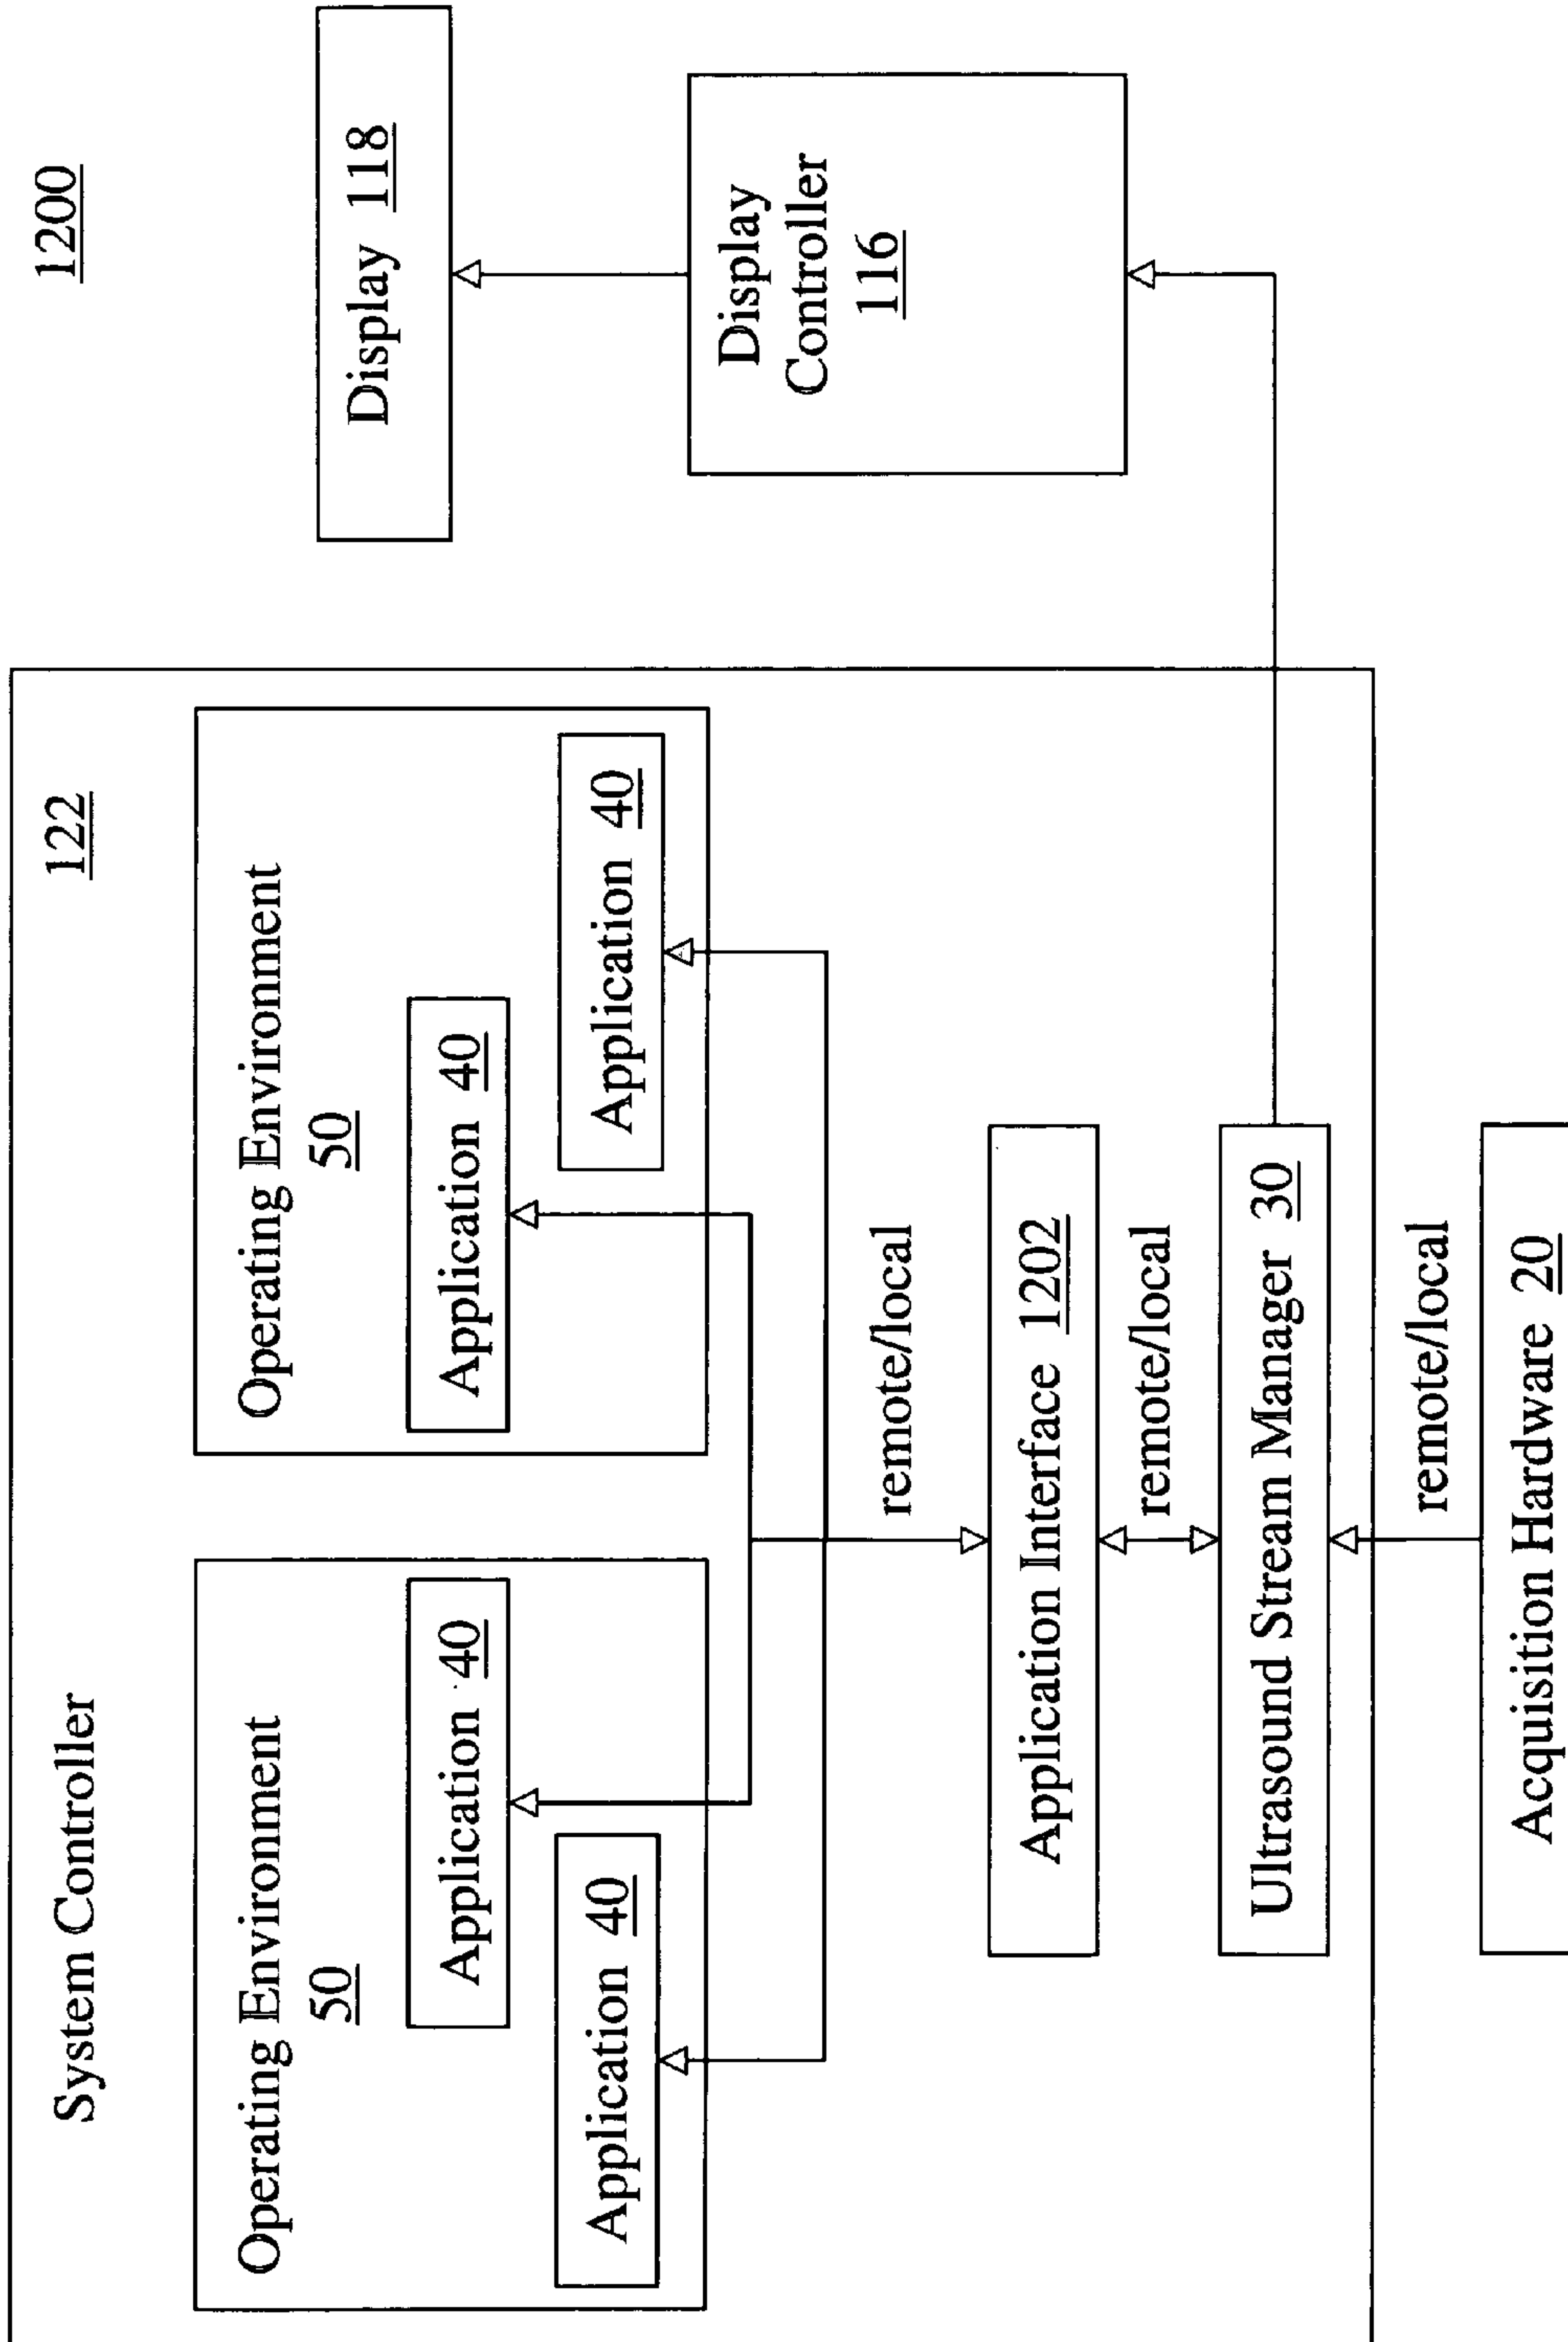 1200
System Controller
122
Operating Environment
50
Application 40
Application 40
Operating Environment
50
Application 40
Application 40
Display 118
Display
Controller
116
remote/local
Application Interface 1202
remote/local
Ultrasound Stream Manager 30
remote/local
Acquisition Hardware 20